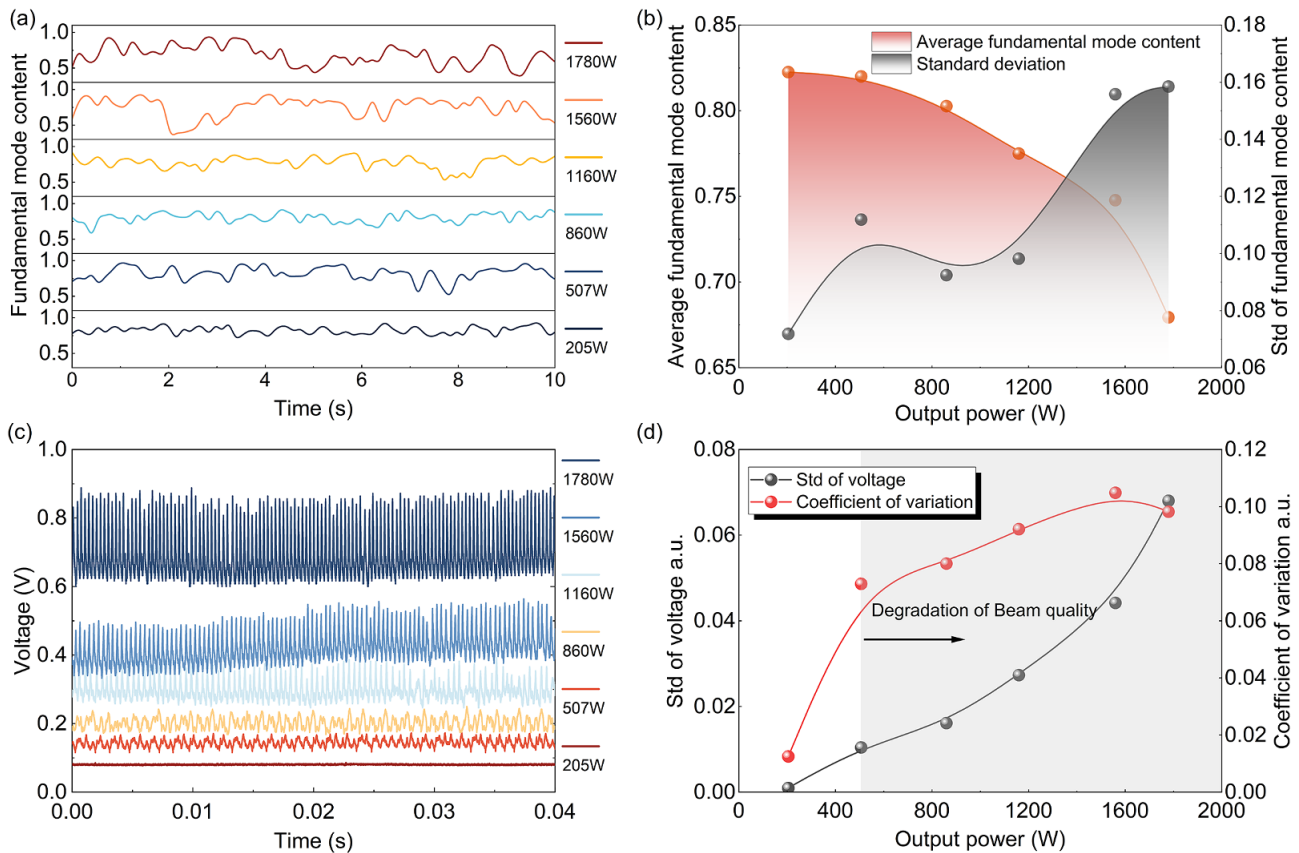 (a)
Fundamental mode content
1.0
0.5
1.0
0.5
1.0
0.5
1.0
0.5
1.0
0.5
1.0
0.5
0 2 4 6 8 10
Time (s)
1780W
1560W
1160W
860W
507W
205W
(b)
Average fundamental mode content
0.85
0.80
0.75
0.70
0.65
Average fundamental mode content
Standard deviation
0.18
0.16
0.14
0.12
0.10
0.08
0.06
Std of fundamental mode content
0 400 800 1200 1600 2000
Output power (W)
(c)
Voltage (V)
1.0
0.8
0.6
0.4
0.2
0.0
0.00 0.01 0.02 0.03 0.04
Time (s)
1780W
1560W
1160W
860W
507W
205W
(d)
Std of voltage a.u.
0.08
0.06
0.04
0.02
0.00
Std of voltage
Coefficient of variation
Degradation of Beam quality
0.12
0.10
0.08
0.06
0.04
0.02
0.00
Coefficient of variation a.u.
0 400 800 1200 1600 2000
Output power (W)